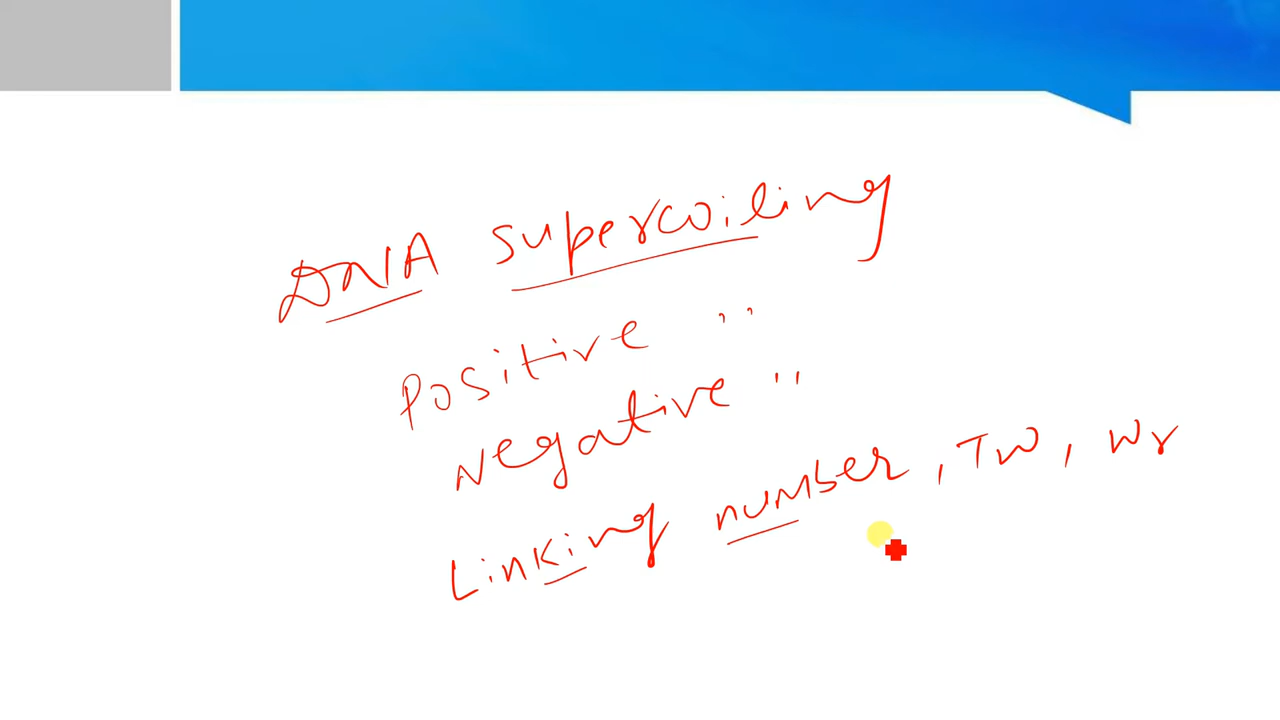 DNA supercoiling
Positive ,,
Negative ,,
Linking number, Tw, Wr